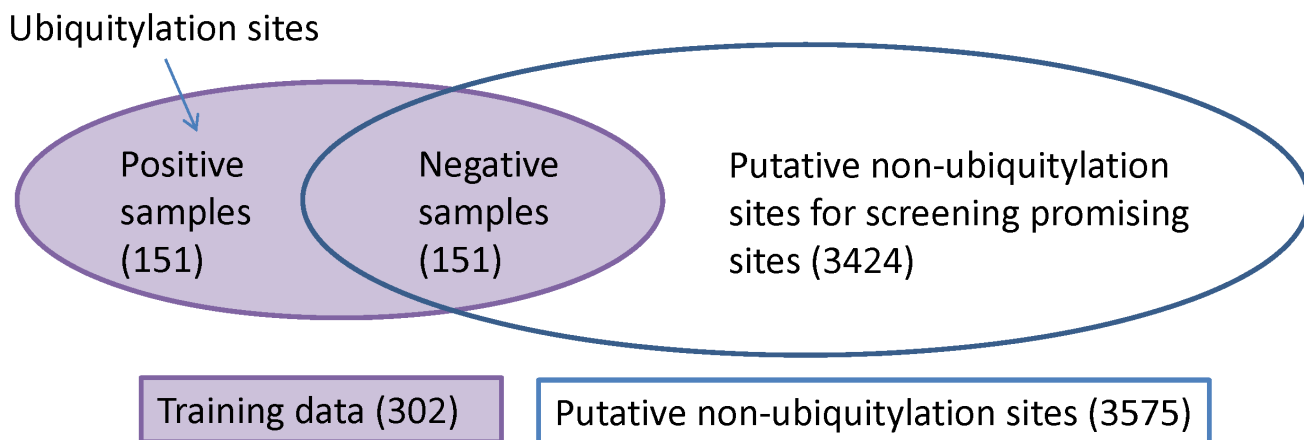 Ubiquitylation sites
Positive
samples
(151)
Negative
samples
(151)
Putative non-ubiquitylation
sites for screening promising
sites (3424)
Training data (302)
Putative non-ubiquitylation sites (3575)